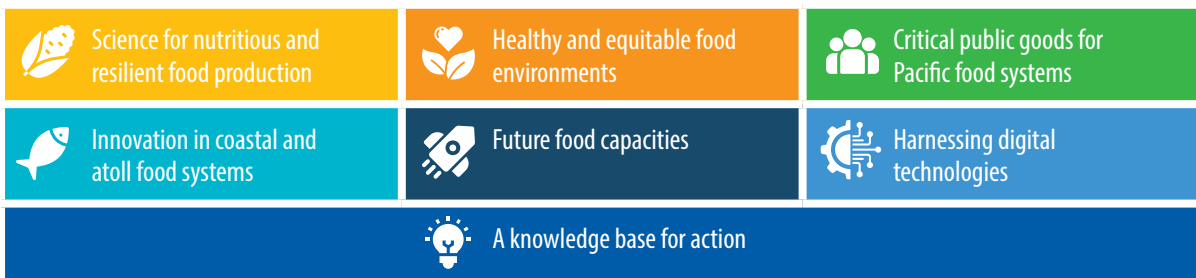 Science for nutritious and
resilient food production
Healthy and equitable food
environments
Critical public goods for
Pacific food systems
Innovation in coastal and
atoll food systems
Future food capacities
Harnessing digital
technologies
A knowledge base for action